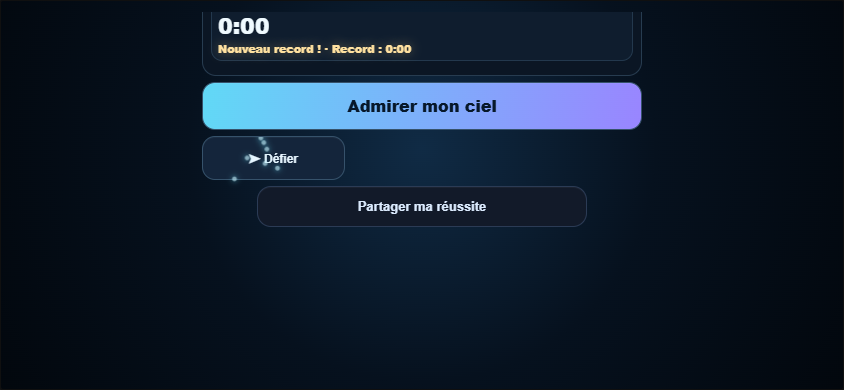 0:00
Nouveau record ! · Record : 0:00
Admirer mon ciel
➤ Défier
Partager ma réussite